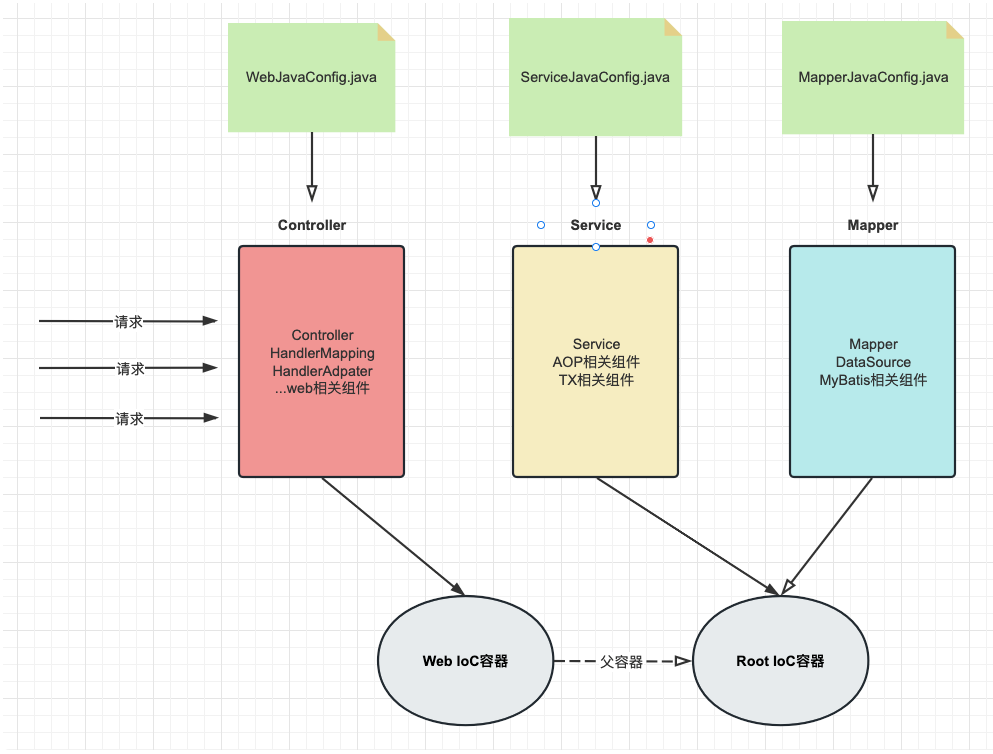 WebJavaConfig.java
ServiceJavaConfig.java
MapperJavaConfig.java
Controller
Service
Mapper
请求
请求
请求
Controller
HandlerMapping
HandlerAdpater
...web相关组件
Service
AOP相关组件
TX相关组件
Mapper
DataSource
MyBatis相关组件
Web IoC容器
父容器
Root IoC容器